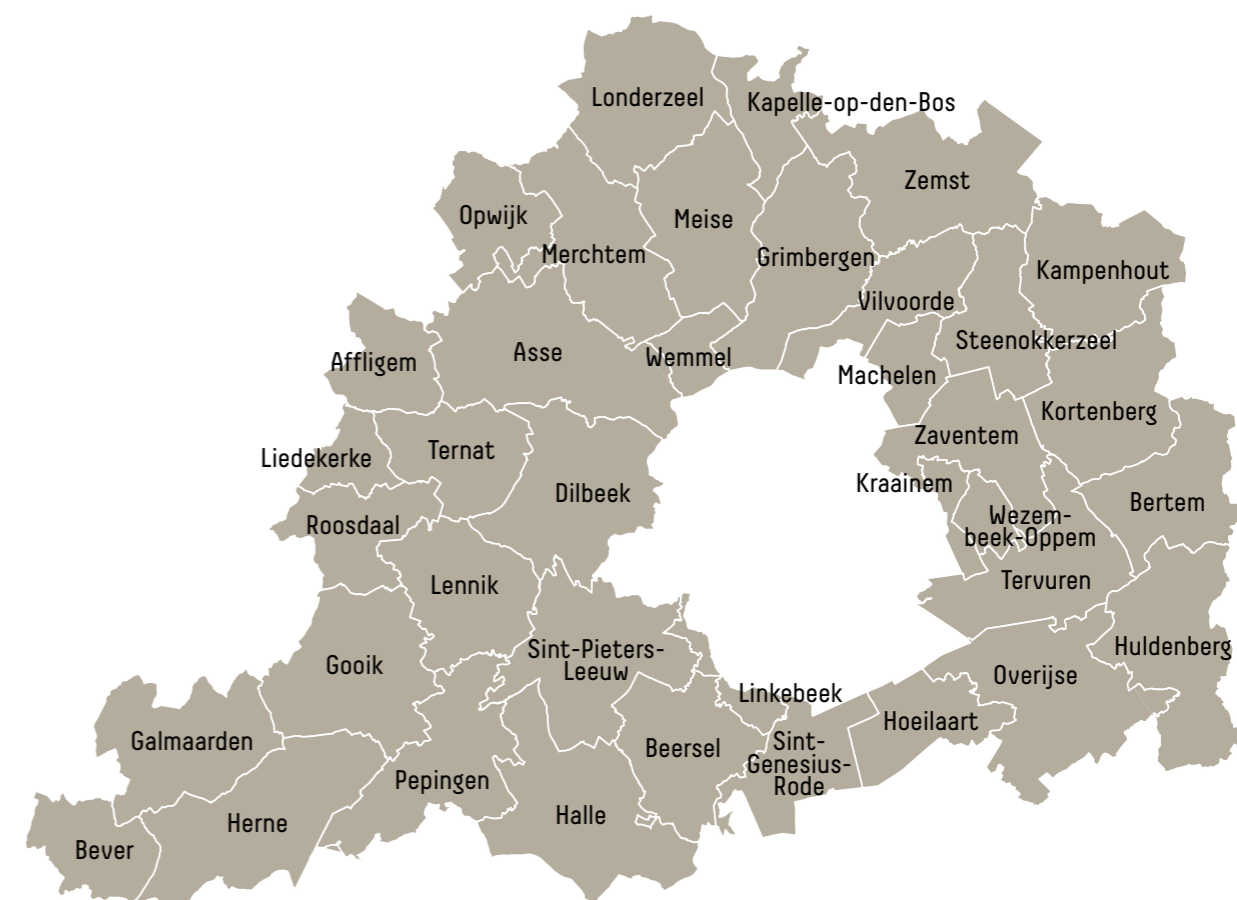 Londerzeel
Kapelle-op-den-Bos
Zemst
Opwijk
Meise
Merchtem
Grimbergen
Kampenhout
Vilvoorde
Steenokkerzeel
Affligem
Asse
Wemmel
Machelen
Kortenberg
Zaventem
Liedekerke
Ternat
Dilbeek
Kraainem
Bertem
Roosdaal
Wezem-
beek-Oppem
Lennik
Tervuren
Gooik
Sint-Pieters-
Leeuw
Huldenberg
Overijse
Linkebeek
Hoeilaart
Galmaarden
Beersel
Sint-
Genesius-
Rode
Pepingen
Halle
Herne
Bever